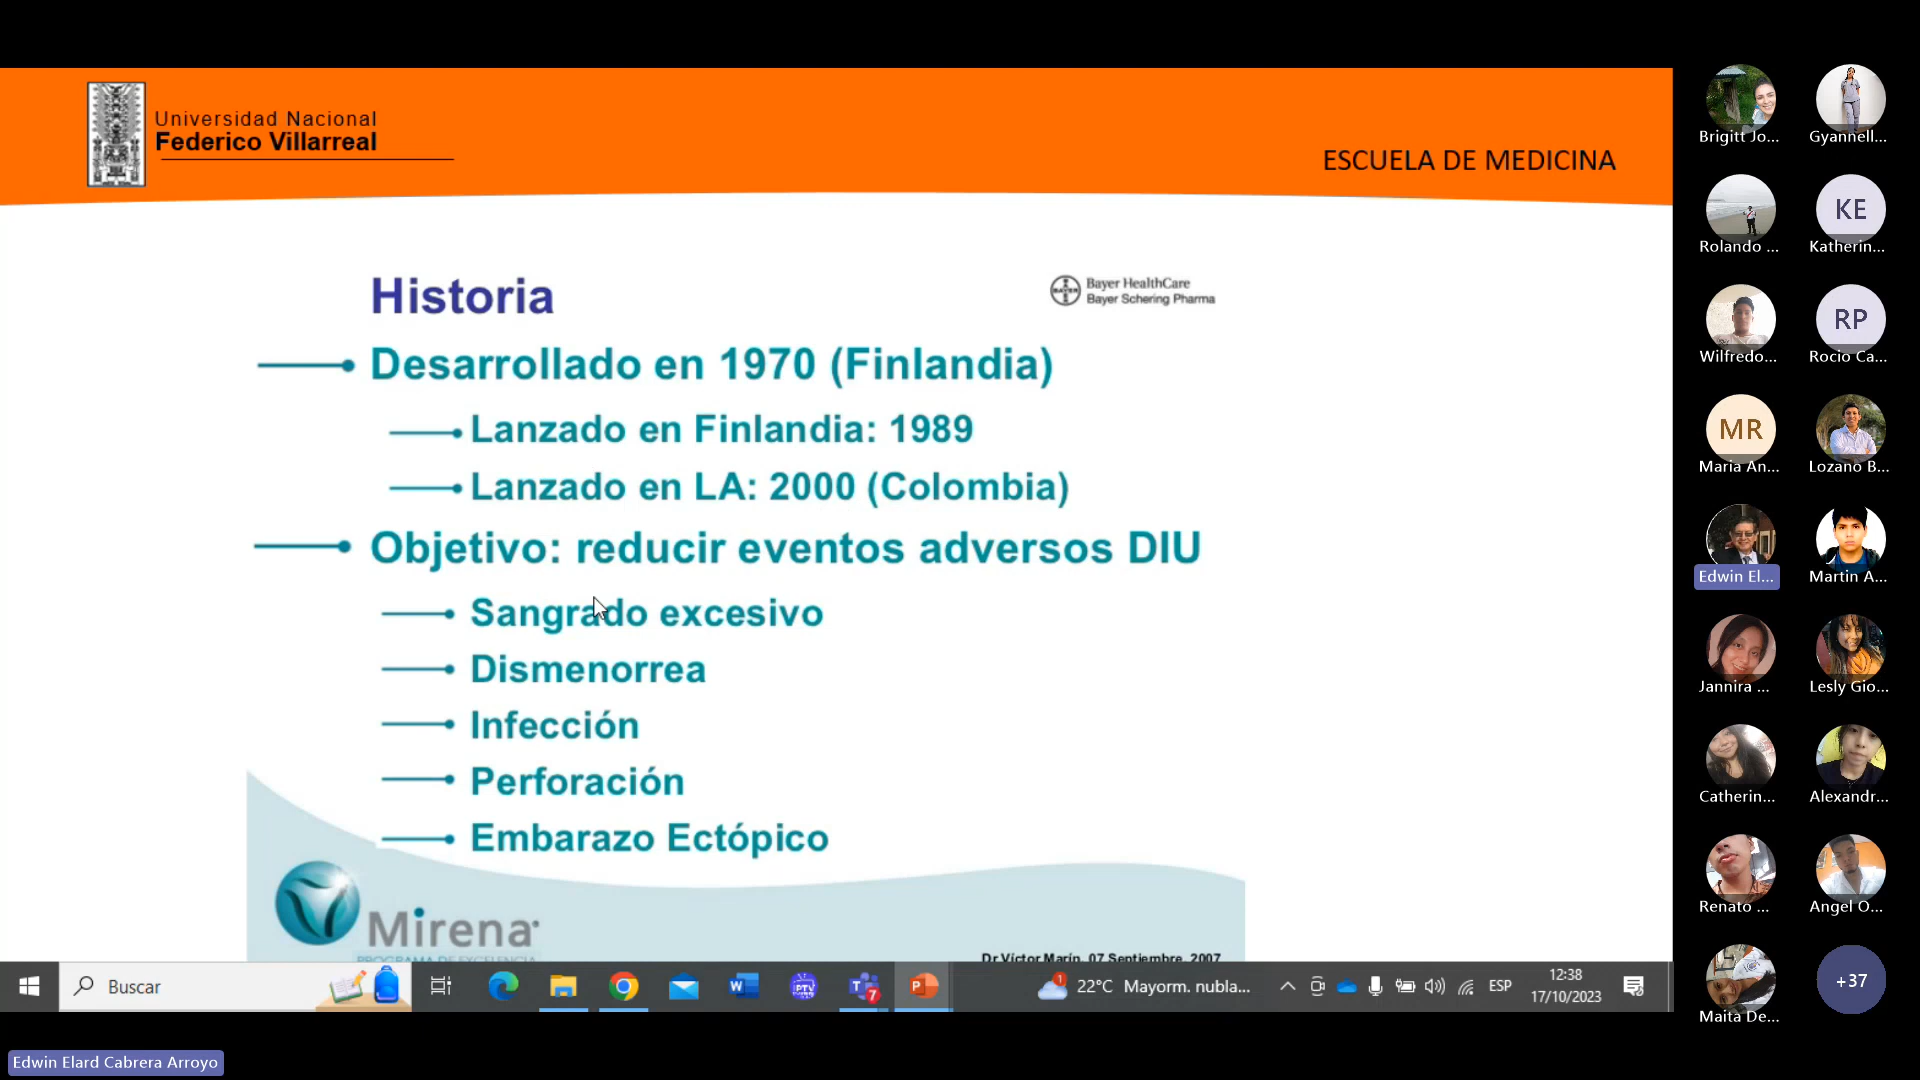 Universidad Nacional
Federico Villarreal
ESCUELA DE MEDICINA
Historia
BAYER
Bayer HealthCare
Bayer Schering Pharma
Desarrollado en 1970 (Finlandia)
Lanzado en Finlandia: 1989
Lanzado en LA: 2000 (Colombia)
Objetivo: reducir eventos adversos DIU
Sangrado excesivo
Dismenorrea
Infección
Perforación
Embarazo Ectópico
Mirena
PROGRAMA DE EXCELENCIA
Dr Víctor Marín, 07 Septiembre, 2007
Buscar
PTV
7
1
22°C Mayorm. nubla...
ESP
12:38
17/10/2023
Brigitt Jo...
Gyannell...
Rolando ...
KE
Katherin...
Wilfredo...
RP
Rocio Ca...
MR
Maria An...
Lozano B...
Edwin El...
Martin A...
Jannira ...
Lesly Gio...
Catherin...
Alexandr...
Renato ...
Angel O...
Maita De...
+37
Edwin Elard Cabrera Arroyo